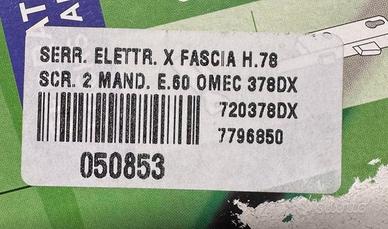 SERR. ELETTR. X FASCIA H.78
SCR. 2 MAND. E.60 OMEC 378DX
720378DX
7796850
050853